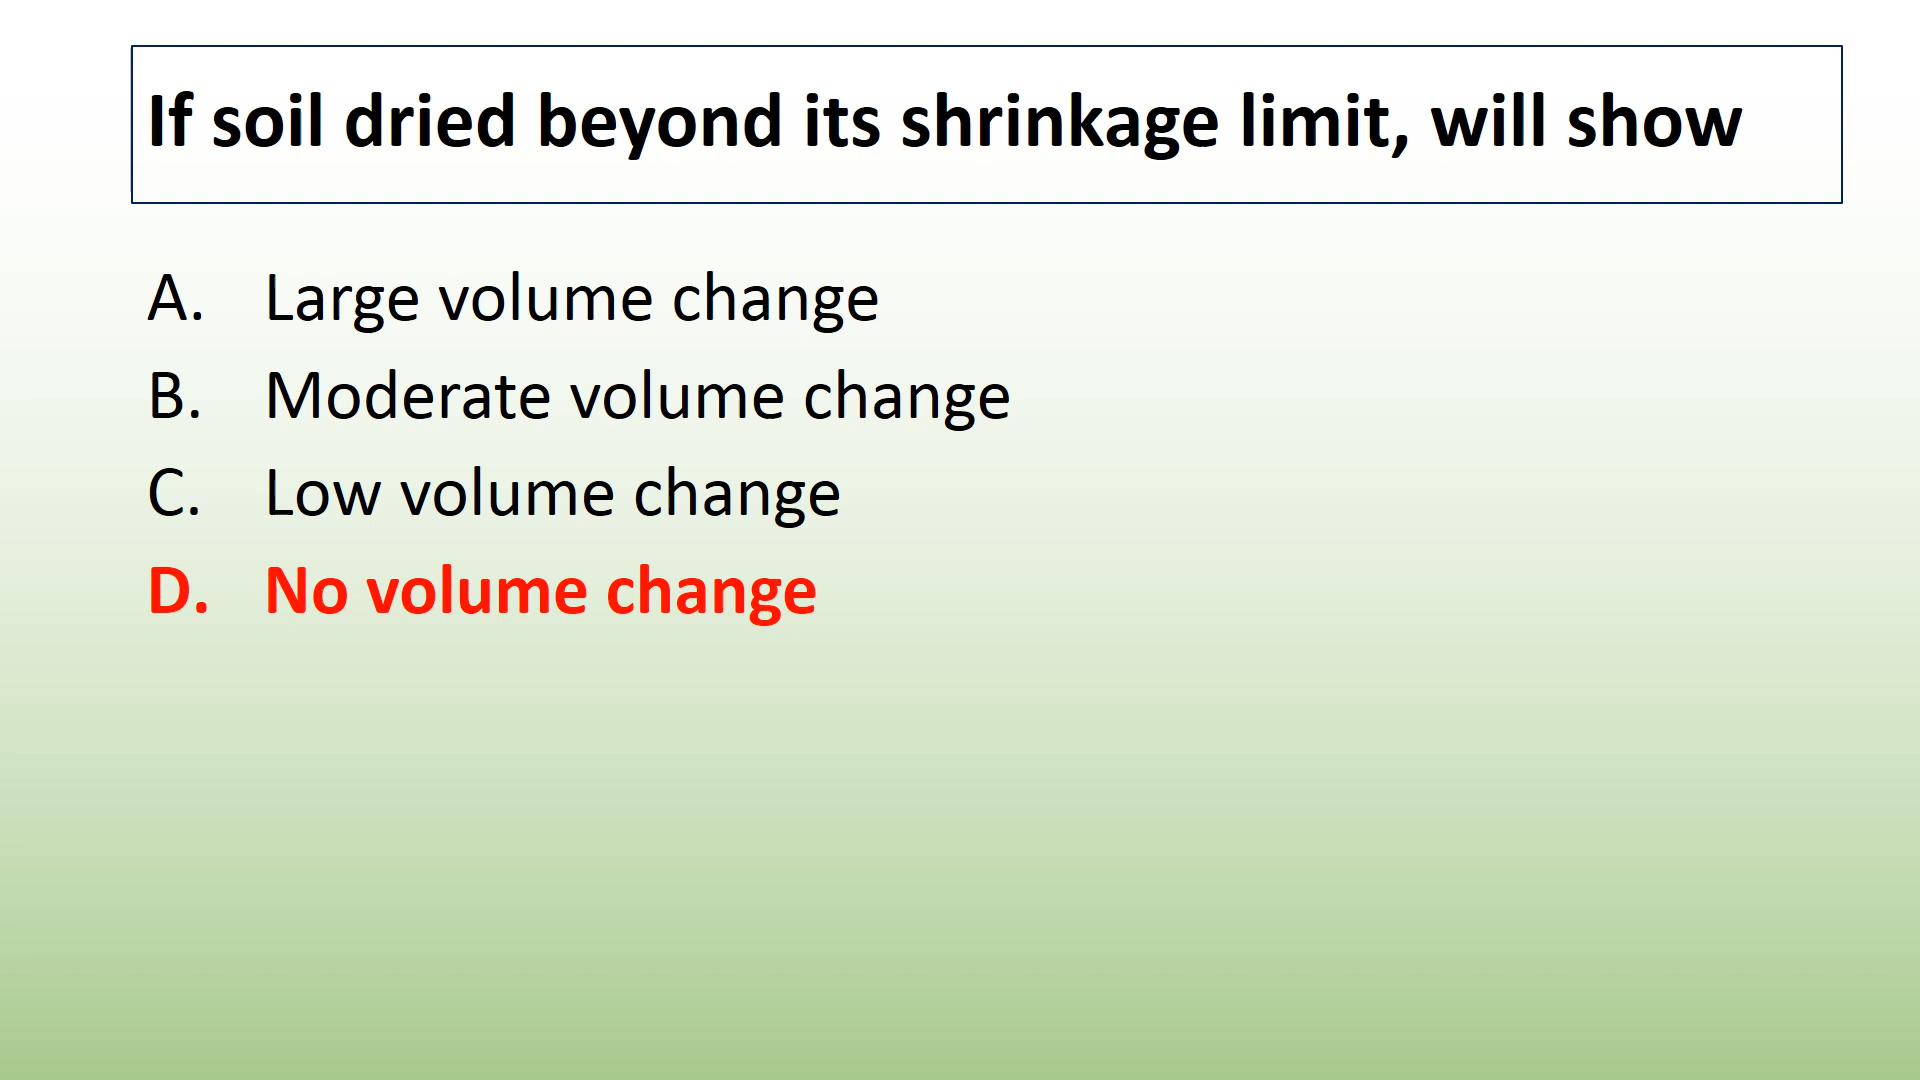 If soil dried beyond its shrinkage limit, will show
A. Large volume change
B. Moderate volume change
C. Low volume change
D. No volume change